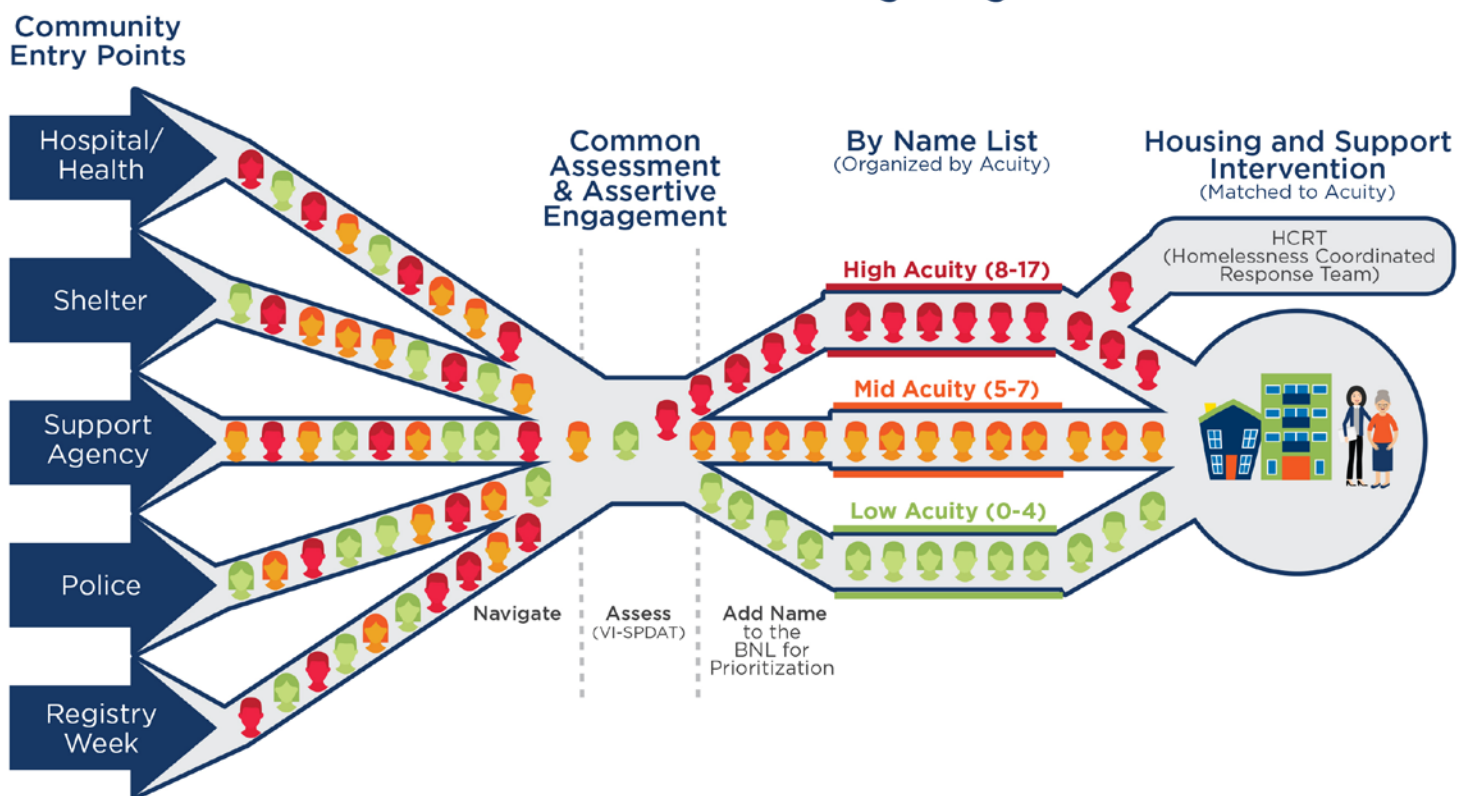 Community
Entry Points
Hospital/
Health
Shelter
Support
Agency
Police
Registry
Week
Common
Assessment
& Assertive
Engagement
Navigate
Assess
(VI-SPDAT)
Add Name
to the
BNL for
Prioritization
By Name List
(Organized by Acuity)
High Acuity (8-17)
Mid Acuity (5-7)
Low Acuity (0-4)
Housing and Support
Intervention
(Matched to Acuity)
HCRT
(Homelessness Coordinated
Response Team)